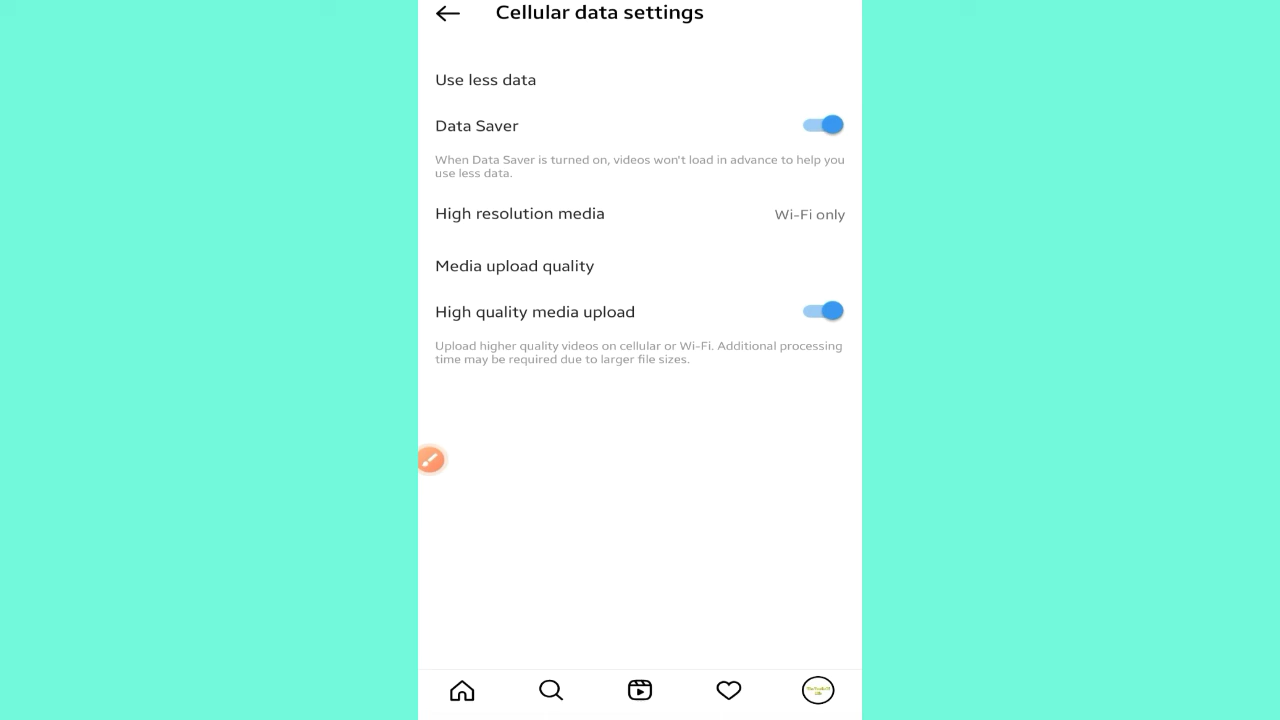 Cellular data settings
Use less data
Data Saver
When Data Saver is turned on, videos won't load in advance to help you
use less data.
High resolution media
Wi-Fi only
Media upload quality
High quality media upload
Upload higher quality videos on cellular or Wi-Fi. Additional processing
time may be required due to larger file sizes.